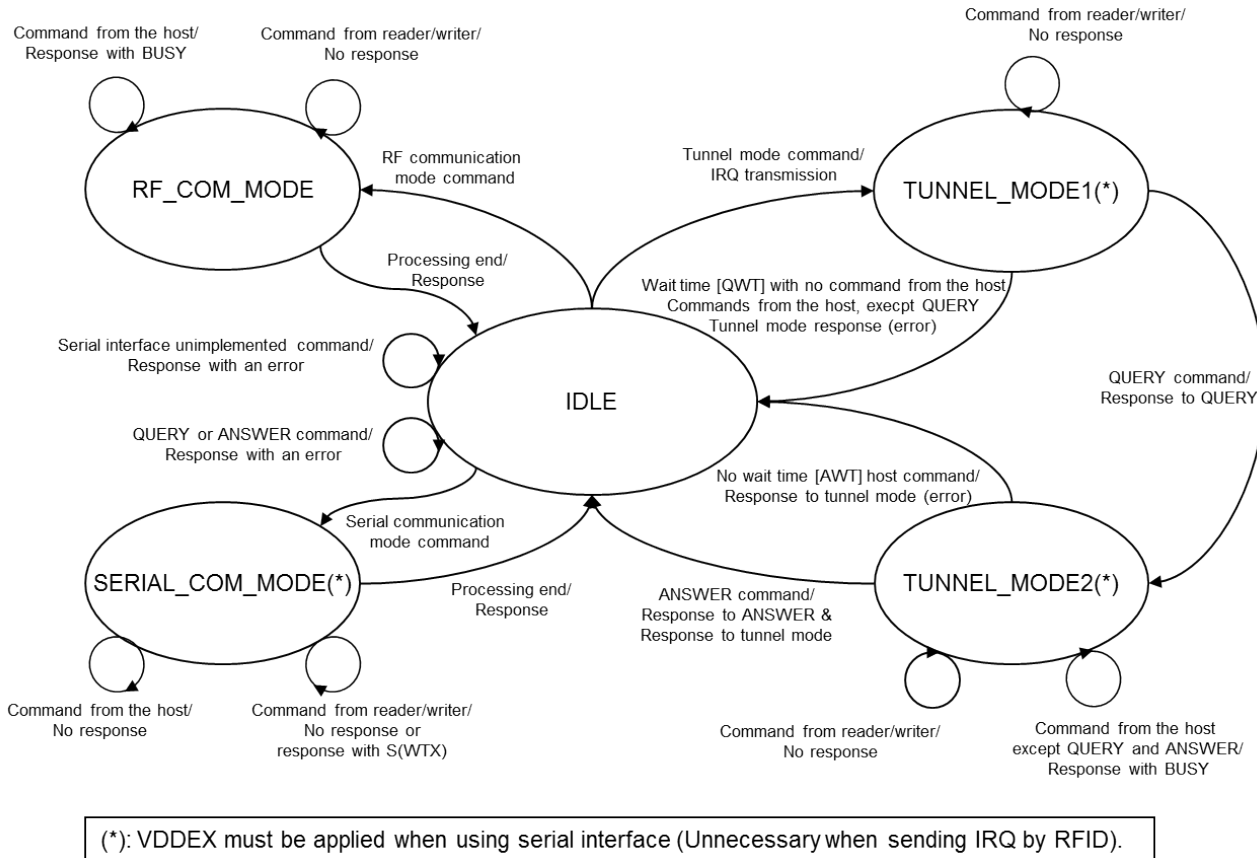 Command from the host/
Response with BUSY
Command from reader/writer/
No response
Command from reader/writer/
No response
RF_COM_MODE
RF communication
mode command
Tunnel mode command/
IRQ transmission
TUNNEL_MODE1(*)
Processing end/
Response
Wait time [QWT] with no command from the host
Commands from the host, execpt QUERY
Tunnel mode response (error)
Serial interface unimplemented command/
Response with an error
IDLE
QUERY command/
Response to QUERY
QUERY or ANSWER command/
Response with an error
No wait time [AWT] host command/
Response to tunnel mode (error)
Serial communication
mode command
SERIAL_COM_MODE(*)
Processing end/
Response
ANSWER command/
Response to ANSWER &
Response to tunnel mode
TUNNEL_MODE2(*)
Command from the host/
No response
Command from reader/writer/
No response or
response with S(WTX)
Command from reader/writer/
No response
Command from the host
except QUERY and ANSWER/
Response with BUSY
(*): VDDEX must be applied when using serial interface (Unnecessary when sending IRQ by RFID).